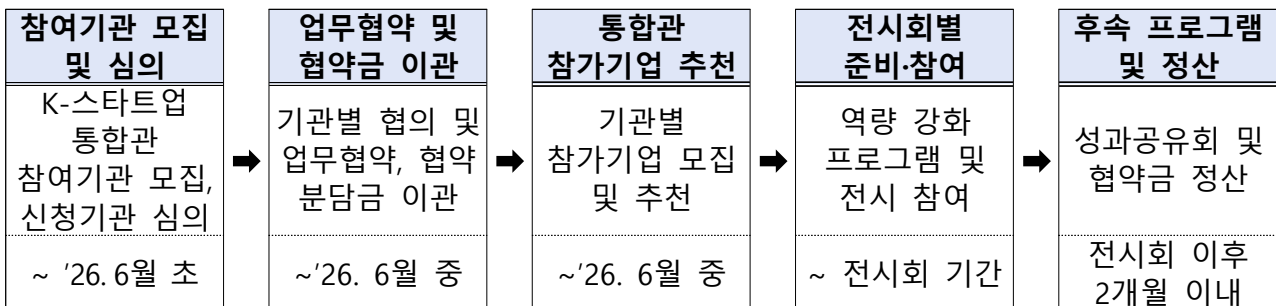 참여기관 모집
및 심의
K-스타트업
통합관
참여기관 모집,
신청기관 심의
~ '26. 6월 초
업무협약 및
협약금 이관
기관별 협의 및
업무협약, 협약
분담금 이관
~'26. 6월 중
통합관
참가기업 추천
기관별
참가기업 모집
및 추천
~'26. 6월 중
전시회별
준비·참여
역량 강화
프로그램 및
전시 참여
~ 전시회 기간
후속 프로그램
및 정산
성과공유회 및
협약금 정산
전시회 이후
2개월 이내